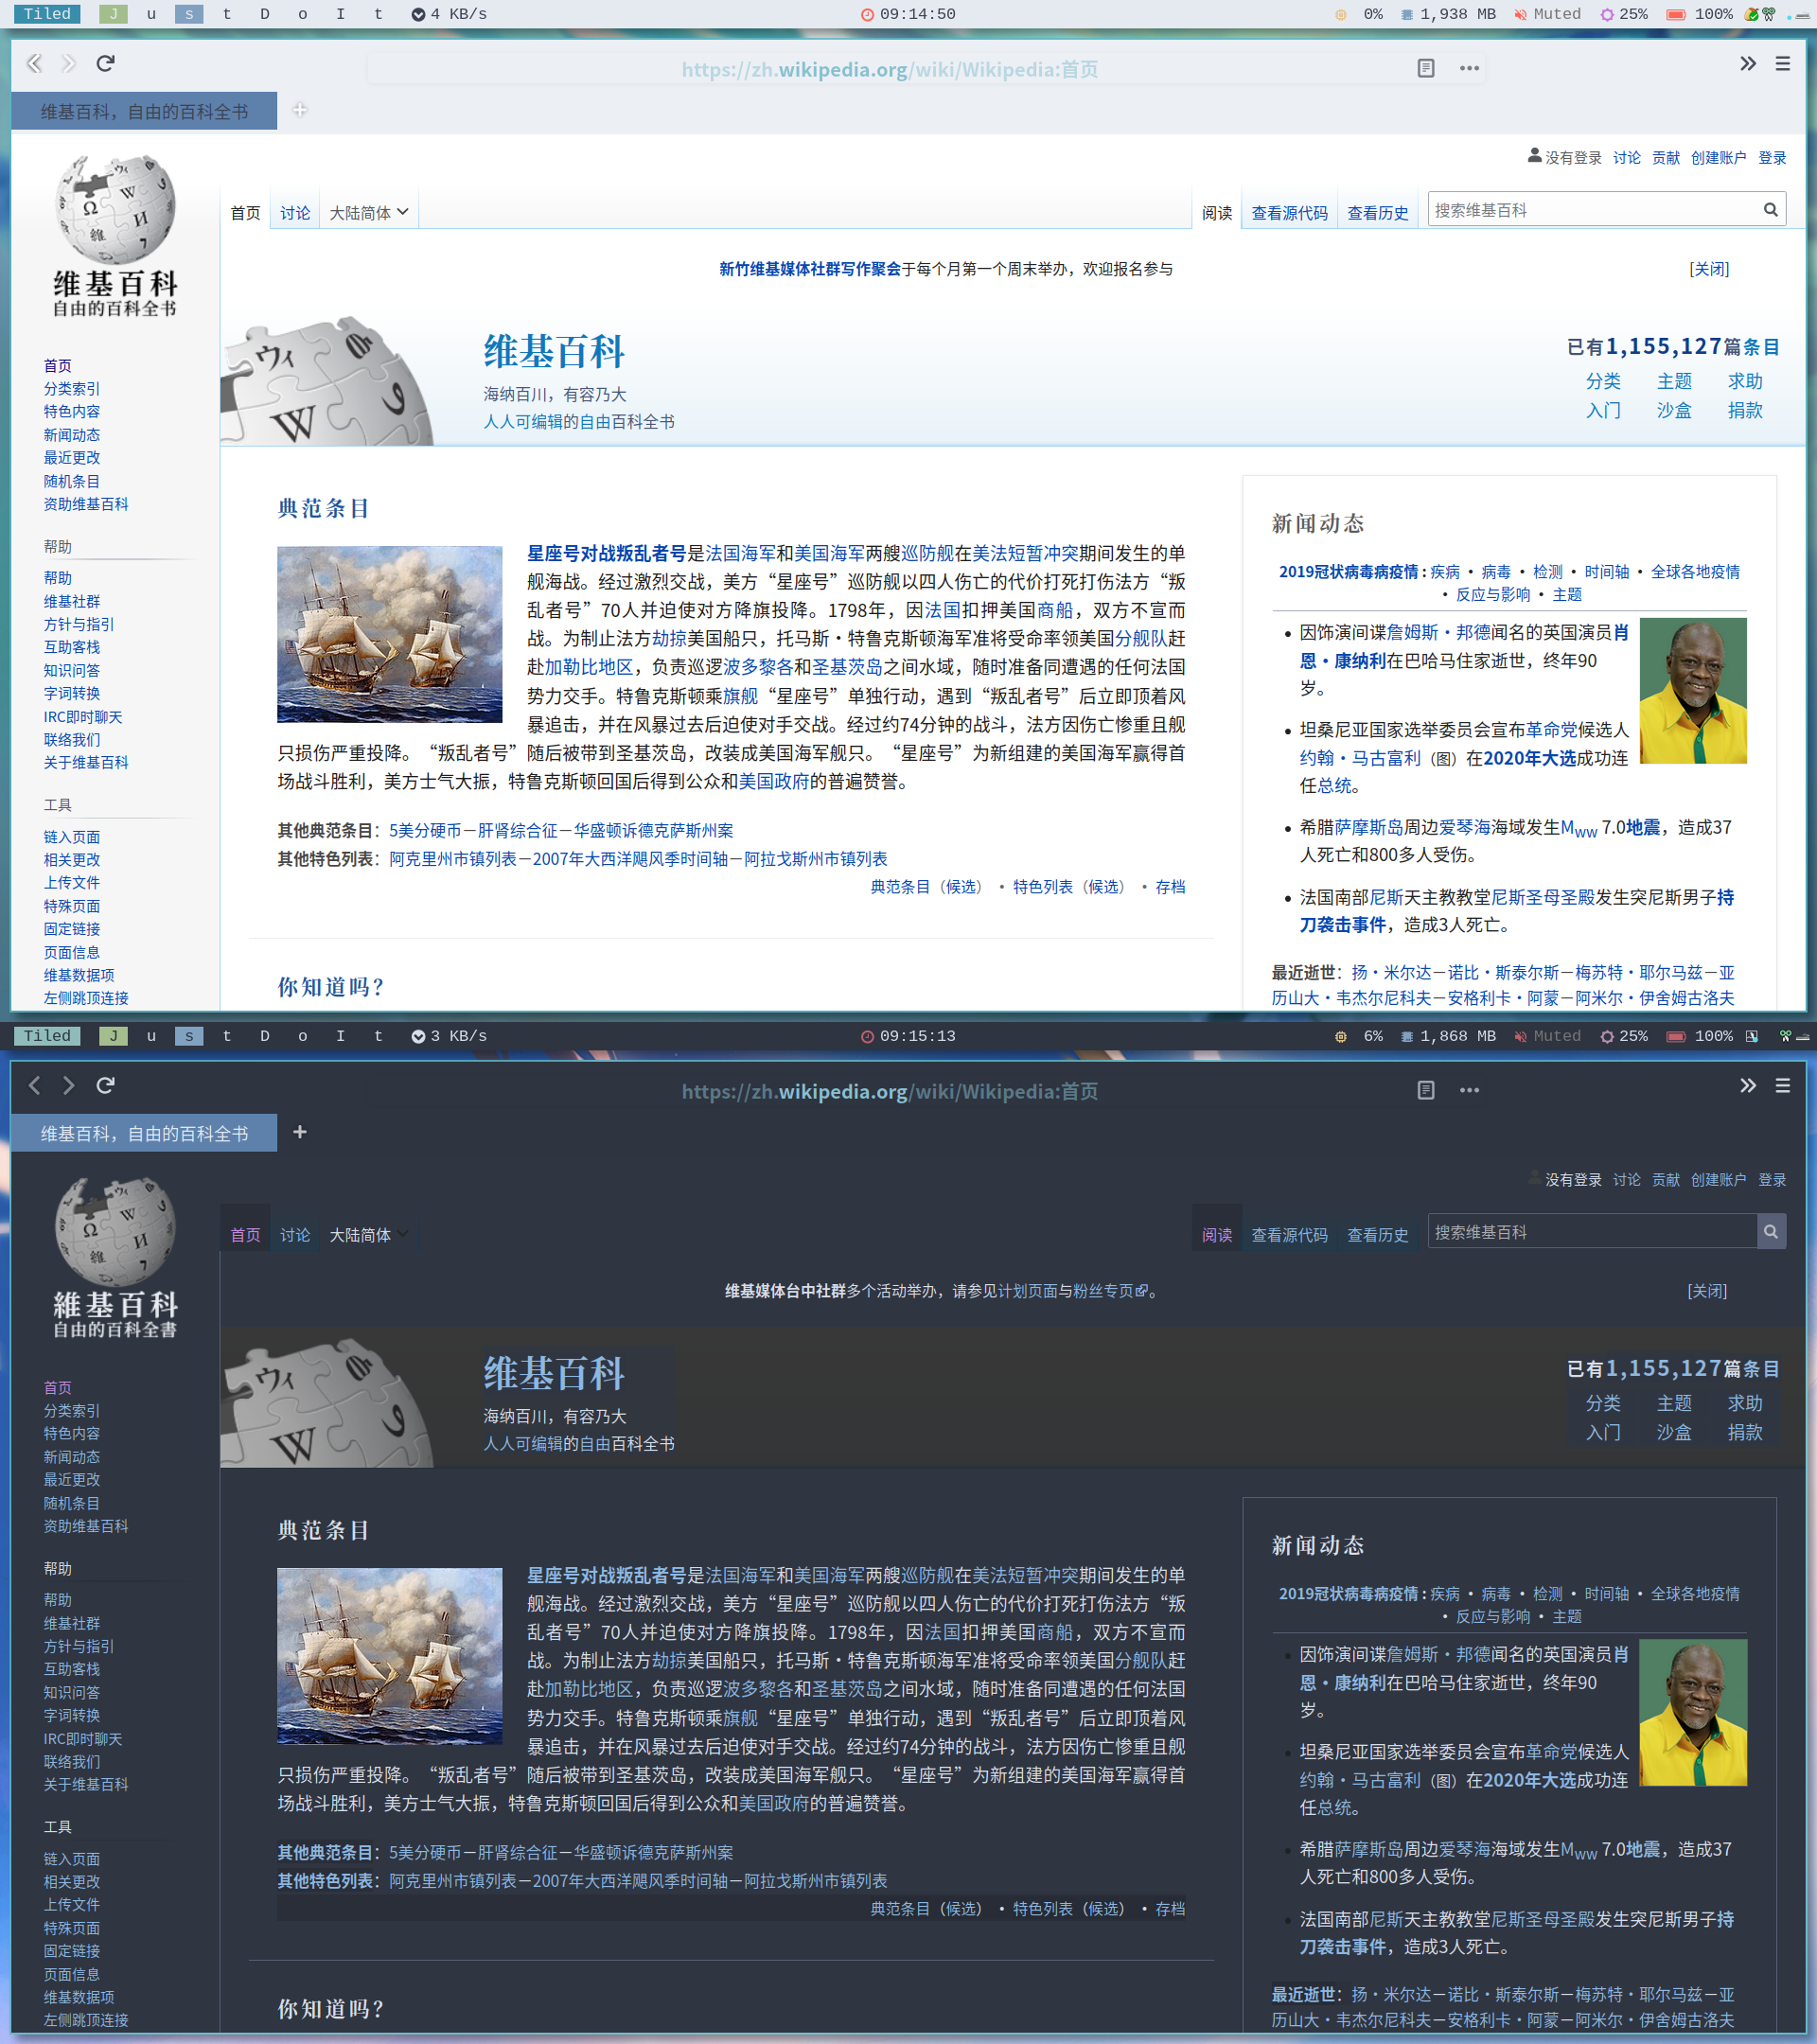 Tiled J u s t D o I t 4 KB/s 09:14:50 0% 1,938 MB Muted 25% 100%
https://zh.wikipedia.org/wiki/Wikipedia:首页
维基百科，自由的百科全书
没有登录 讨论 贡献 创建账户 登录
首页 讨论 大陆简体 阅读 查看源代码 查看历史 搜索维基百科
维基百科
自由的百科全书
新竹维基媒体社群写作聚会于每个月第一个周末举办，欢迎报名参与 [关闭]
维基百科
海纳百川，有容乃大
人人可编辑的自由百科全书
已有1,155,127篇条目
分类 主题 求助
入门 沙盒 捐款
首页
分类索引
特色内容
新闻动态
最近更改
随机条目
资助维基百科
帮助
帮助
维基社群
方针与指引
互助客栈
知识问答
字词转换
IRC即时聊天
联络我们
关于维基百科
工具
链入页面
相关更改
上传文件
特殊页面
固定链接
页面信息
维基数据项
左侧跳顶连接
典范条目
星座号对战叛乱者号是法国海军和美国海军两艘巡防舰在美法短暂冲突期间发生的单
舰海战。经过激烈交战，美方“星座号”巡防舰以四人伤亡的代价打死打伤法方“叛
乱者号”70人并迫使对方降旗投降。1798年，因法国扣押美国商船，双方不宣而
战。为制止法方劫掠美国船只，托马斯·特鲁克斯顿海军准将受命率领美国分舰队赶
赴加勒比地区，负责巡逻波多黎各和圣基茨岛之间水域，随时准备同遭遇的任何法国
势力交手。特鲁克斯顿乘旗舰“星座号”单独行动，遇到“叛乱者号”后立即顶着风
暴追击，并在风暴过去后迫使对手交战。经过约74分钟的战斗，法方因伤亡惨重且舰
只损伤严重投降。“叛乱者号”随后被带到圣基茨岛，改装成美国海军舰只。“星座号”为新组建的美国海军赢得首
场战斗胜利，美方士气大振，特鲁克斯顿回国后得到公众和美国政府的普遍赞誉。
其他典范条目：5美分硬币－肝肾综合征－华盛顿诉德克萨斯州案
其他特色列表：阿克里州市镇列表－2007年大西洋飓风季时间轴－阿拉戈斯州市镇列表
典范条目（候选） • 特色列表（候选） • 存档
你知道吗？
新闻动态
2019冠状病毒病疫情：疾病 • 病毒 • 检测 • 时间轴 • 全球各地疫情
• 反应与影响 • 主题
因饰演间谍詹姆斯·邦德闻名的英国演员肖
恩·康纳利在巴哈马住家逝世，终年90
岁。
坦桑尼亚国家选举委员会宣布革命党候选人
约翰·马古富利（图）在2020年大选成功连
任总统。
希腊萨摩斯岛周边爱琴海海域发生Mww 7.0地震，造成37
人死亡和800多人受伤。
法国南部尼斯天主教教堂尼斯圣母圣殿发生突尼斯男子持
刀袭击事件，造成3人死亡。
最近逝世：扬·米尔达－诺比·斯泰尔斯－梅苏特·耶尔马兹－亚
历山大·韦杰尔尼科夫－安格利卡·阿蒙－阿米尔·伊舍姆古洛夫
Tiled J u s t D o I t 3 KB/s 09:15:13 6% 1,868 MB Muted 25% 100%
https://zh.wikipedia.org/wiki/Wikipedia:首页
维基百科，自由的百科全书
没有登录 讨论 贡献 创建账户 登录
首页 讨论 大陆简体 阅读 查看源代码 查看历史 搜索维基百科
維基百科
自由的百科全書
维基媒体台中社群多个活动举办，请参见计划页面与粉丝专页。 [关闭]
维基百科
海纳百川，有容乃大
人人可编辑的自由百科全书
已有1,155,127篇条目
分类 主题 求助
入门 沙盒 捐款
首页
分类索引
特色内容
新闻动态
最近更改
随机条目
资助维基百科
帮助
帮助
维基社群
方针与指引
互助客栈
知识问答
字词转换
IRC即时聊天
联络我们
关于维基百科
工具
链入页面
相关更改
上传文件
特殊页面
固定链接
页面信息
维基数据项
左侧跳顶连接
典范条目
星座号对战叛乱者号是法国海军和美国海军两艘巡防舰在美法短暂冲突期间发生的单
舰海战。经过激烈交战，美方“星座号”巡防舰以四人伤亡的代价打死打伤法方“叛
乱者号”70人并迫使对方降旗投降。1798年，因法国扣押美国商船，双方不宣而
战。为制止法方劫掠美国船只，托马斯·特鲁克斯顿海军准将受命率领美国分舰队赶
赴加勒比地区，负责巡逻波多黎各和圣基茨岛之间水域，随时准备同遭遇的任何法国
势力交手。特鲁克斯顿乘旗舰“星座号”单独行动，遇到“叛乱者号”后立即顶着风
暴追击，并在风暴过去后迫使对手交战。经过约74分钟的战斗，法方因伤亡惨重且舰
只损伤严重投降。“叛乱者号”随后被带到圣基茨岛，改装成美国海军舰只。“星座号”为新组建的美国海军赢得首
场战斗胜利，美方士气大振，特鲁克斯顿回国后得到公众和美国政府的普遍赞誉。
其他典范条目：5美分硬币－肝肾综合征－华盛顿诉德克萨斯州案
其他特色列表：阿克里州市镇列表－2007年大西洋飓风季时间轴－阿拉戈斯州市镇列表
典范条目（候选） • 特色列表（候选） • 存档
你知道吗？
新闻动态
2019冠状病毒病疫情：疾病 • 病毒 • 检测 • 时间轴 • 全球各地疫情
• 反应与影响 • 主题
因饰演间谍詹姆斯·邦德闻名的英国演员肖
恩·康纳利在巴哈马住家逝世，终年90
岁。
坦桑尼亚国家选举委员会宣布革命党候选人
约翰·马古富利（图）在2020年大选成功连
任总统。
希腊萨摩斯岛周边爱琴海海域发生Mww 7.0地震，造成37
人死亡和800多人受伤。
法国南部尼斯天主教教堂尼斯圣母圣殿发生突尼斯男子持
刀袭击事件，造成3人死亡。
最近逝世：扬·米尔达－诺比·斯泰尔斯－梅苏特·耶尔马兹－亚
历山大·韦杰尔尼科夫－安格利卡·阿蒙－阿米尔·伊舍姆古洛夫